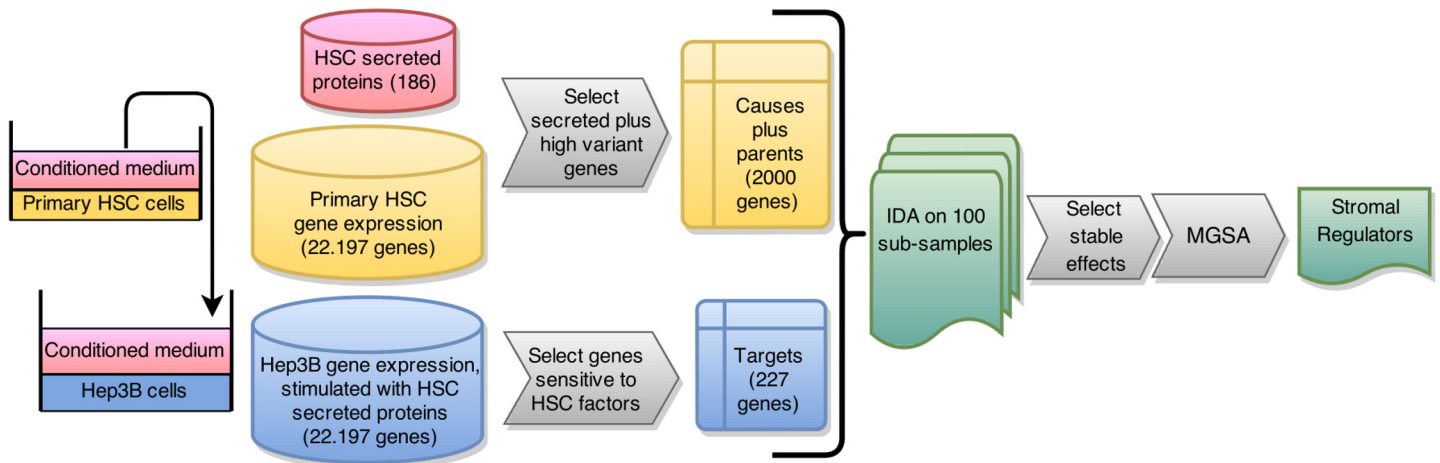 Conditioned medium
Primary HSC cells
Conditioned medium
Hep3B cells
HSC secreted
proteins (186)
Primary HSC
gene expression
(22.197 genes)
Hep3B gene expression,
stimulated with HSC
secreted proteins
(22.197 genes)
Select
secreted plus
high variant
genes
Select genes
sensitive to
HSC factors
Causes
plus
parents
(2000
genes)
Targets
(227
genes)
IDA on 100
sub-samples
Select
stable
effects
MGSA
Stromal
Regulators